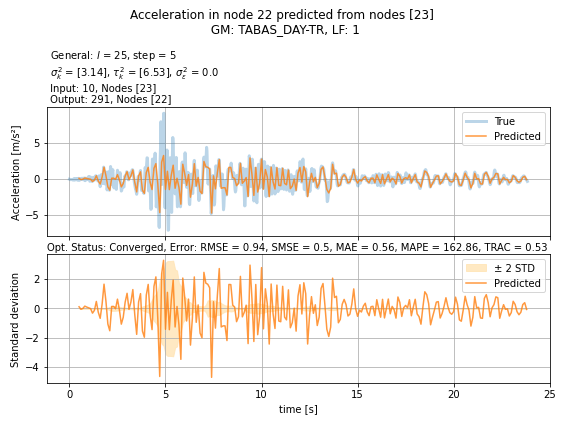 Acceleration in node 22 predicted from nodes [23]
GM: TABAS_DAY-TR, LF: 1
General: l = 25, step = 5
σ²ₖ = [3.14], τ²ₖ = [6.53], σ²ε = 0.0
Input: 10, Nodes [23]
Output: 291, Nodes [22]
Acceleration [m/s²]
5
0
−5
True
Predicted
Opt. Status: Converged, Error: RMSE = 0.94, SMSE = 0.5, MAE = 0.56, MAPE = 162.86, TRAC = 0.53
Standard deviation
2
0
−2
−4
± 2 STD
Predicted
0 5 10 15 20 25
time [s]